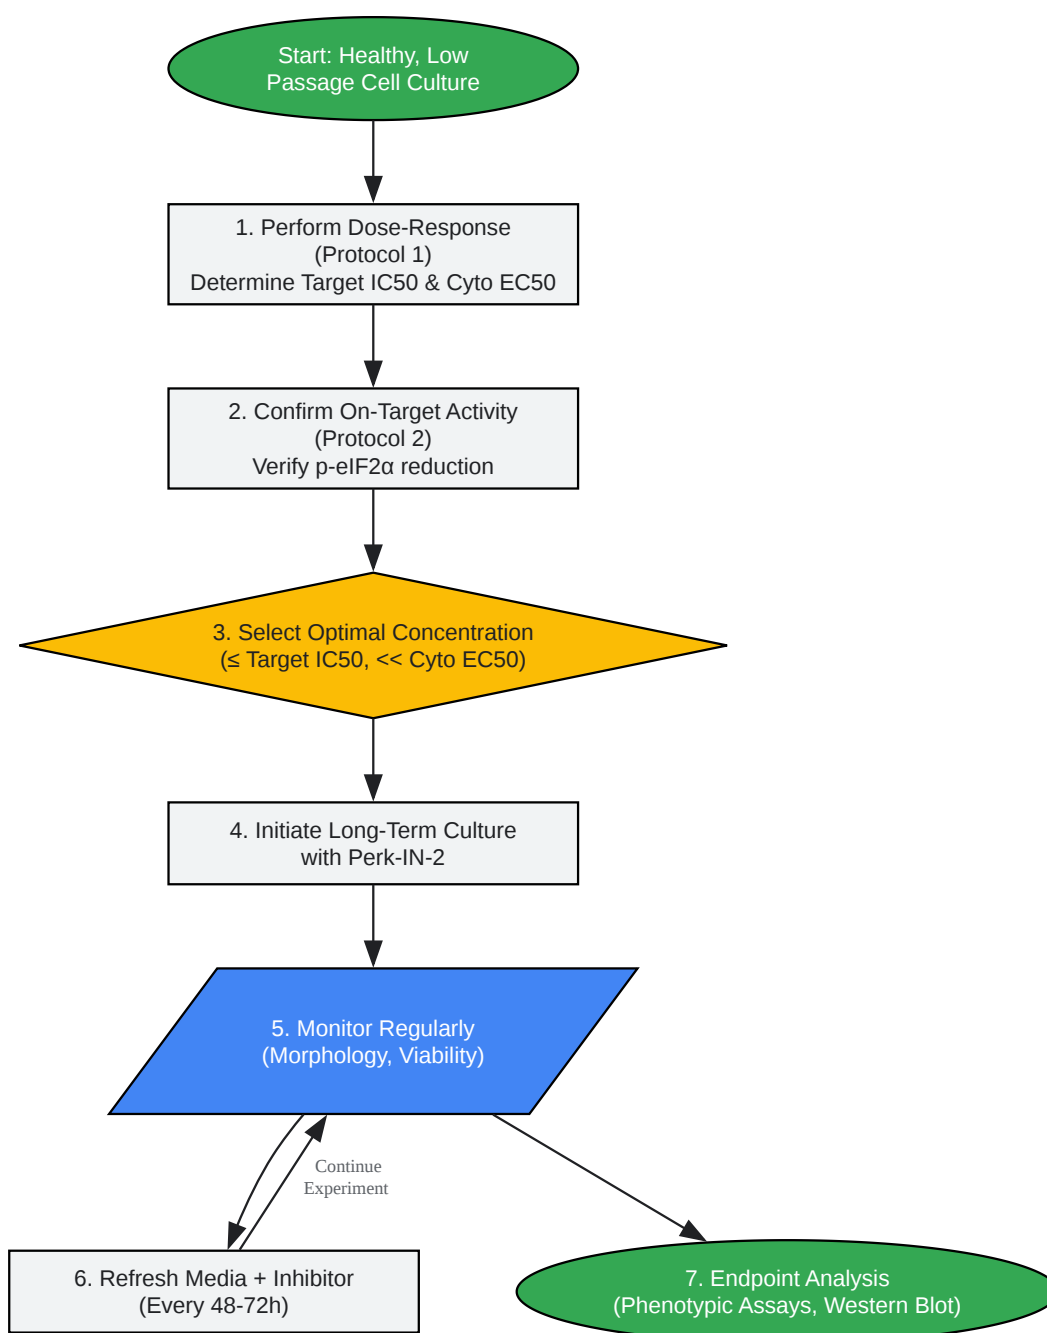 Start: Healthy, Low
Passage Cell Culture
1. Perform Dose-Response
(Protocol 1)
Determine Target IC50 & Cyto EC50
2. Confirm On-Target Activity
(Protocol 2)
Verify p-eIF2α reduction
3. Select Optimal Concentration
(≤ Target IC50, << Cyto EC50)
4. Initiate Long-Term Culture
with Perk-IN-2
5. Monitor Regularly
(Morphology, Viability)
Continue
Experiment
6. Refresh Media + Inhibitor
(Every 48-72h)
7. Endpoint Analysis
(Phenotypic Assays, Western Blot)